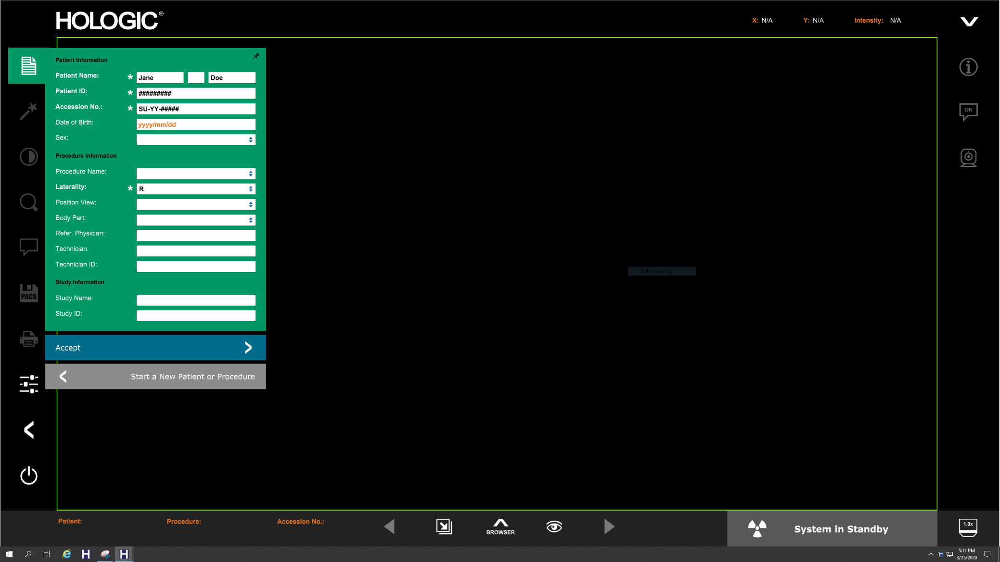 HOLOGIC®
X: N/A Y: N/A Intensity: N/A
Patient Information
Patient Name: * Jane Doe
Patient ID: * #########
Accession No.: * SU-YY-#####
Date of Birth: yyyy/mm/dd
Sex:
Procedure Information
Procedure Name:
Laterality: * R
Position View:
Body Part:
Refer. Physician:
Technician:
Technician ID:
Study Information
Study Name:
Study ID:
Accept
Start a New Patient or Procedure
PACS
ON
Full-screen Snip
Patient: Procedure: Accession No.:
BROWSER
System in Standby
1.0x
5:11 PM
3/25/2020